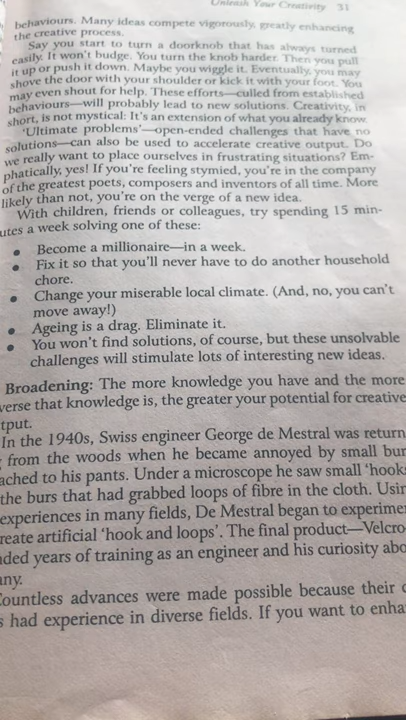 Unleash Your Creativity 31
behaviours. Many ideas compete vigorously, greatly enhancing
the creative process.
Say you start to turn a doorknob that has always turned
easily. It won't budge. You turn the knob harder. Then you pull
it up or push it down. Maybe you wiggle it. Eventually, you may
shove the door with your shoulder or kick it with your foot. You
may even shout for help. These efforts—culled from established
behaviours—will probably lead to new solutions. Creativity, in
short, is not mystical: It's an extension of what you already know.
'Ultimate problems'—open-ended challenges that have no
solutions—can also be used to accelerate creative output. Do
we really want to place ourselves in frustrating situations? Em-
phatically, yes! If you're feeling stymied, you're in the company
of the greatest poets, composers and inventors of all time. More
likely than not, you're on the verge of a new idea.
With children, friends or colleagues, try spending 15 min-
utes a week solving one of these:
• Become a millionaire—in a week.
• Fix it so that you'll never have to do another household
chore.
• Change your miserable local climate. (And, no, you can't
move away!)
• Ageing is a drag. Eliminate it.
• You won't find solutions, of course, but these unsolvable
challenges will stimulate lots of interesting new ideas.
Broadening: The more knowledge you have and the more
verse that knowledge is, the greater your potential for creative
tput.
In the 1940s, Swiss engineer George de Mestral was return
from the woods when he became annoyed by small bur
ached to his pants. Under a microscope he saw small 'hook
the burs that had grabbed loops of fibre in the cloth. Usin
experiences in many fields, De Mestral began to experime
reate artificial 'hook and loops'. The final product—Velcro
ded years of training as an engineer and his curiosity abo
any.
Countless advances were made possible because their
s had experience in diverse fields. If you want to enha